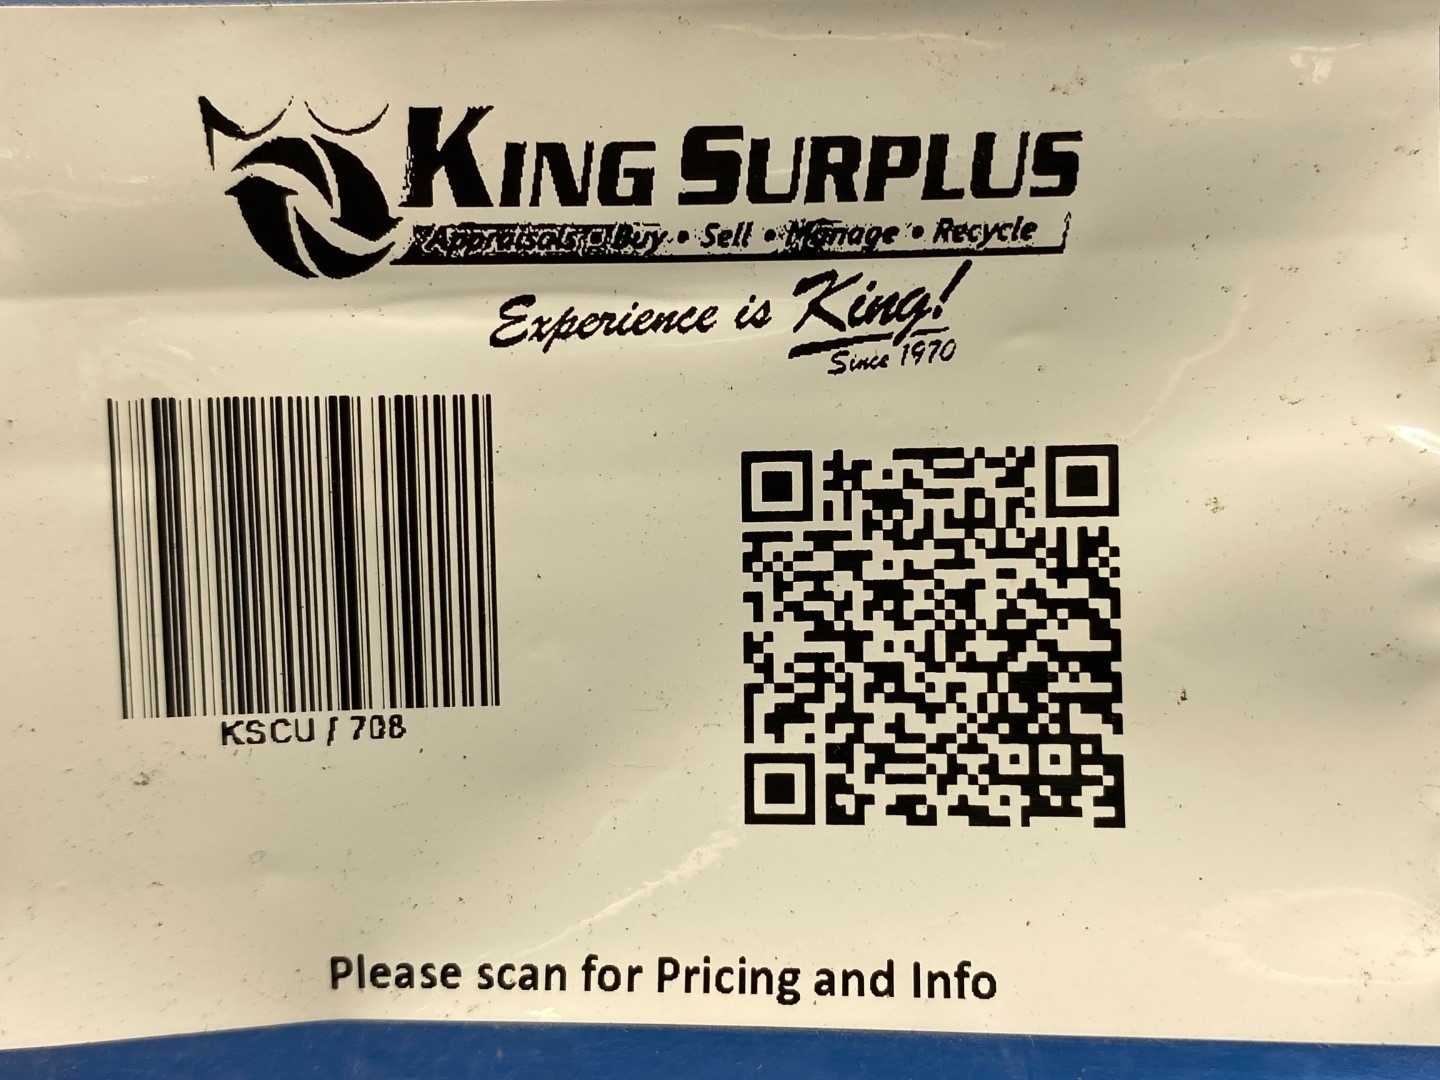 KING SURPLUS
Appraisals • Buy • Sell • Manage • Recycle
Experience is King!
Since 1970
KSCU / 708
Please scan for Pricing and Info